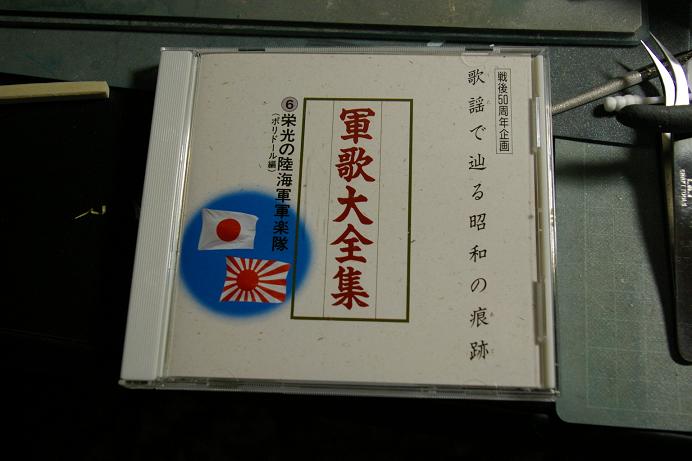 戦後50周年企画
歌謡で辿る昭和の痕跡
軍歌大全集
⑥栄光の陸海軍軍楽隊
(ポリドール編)